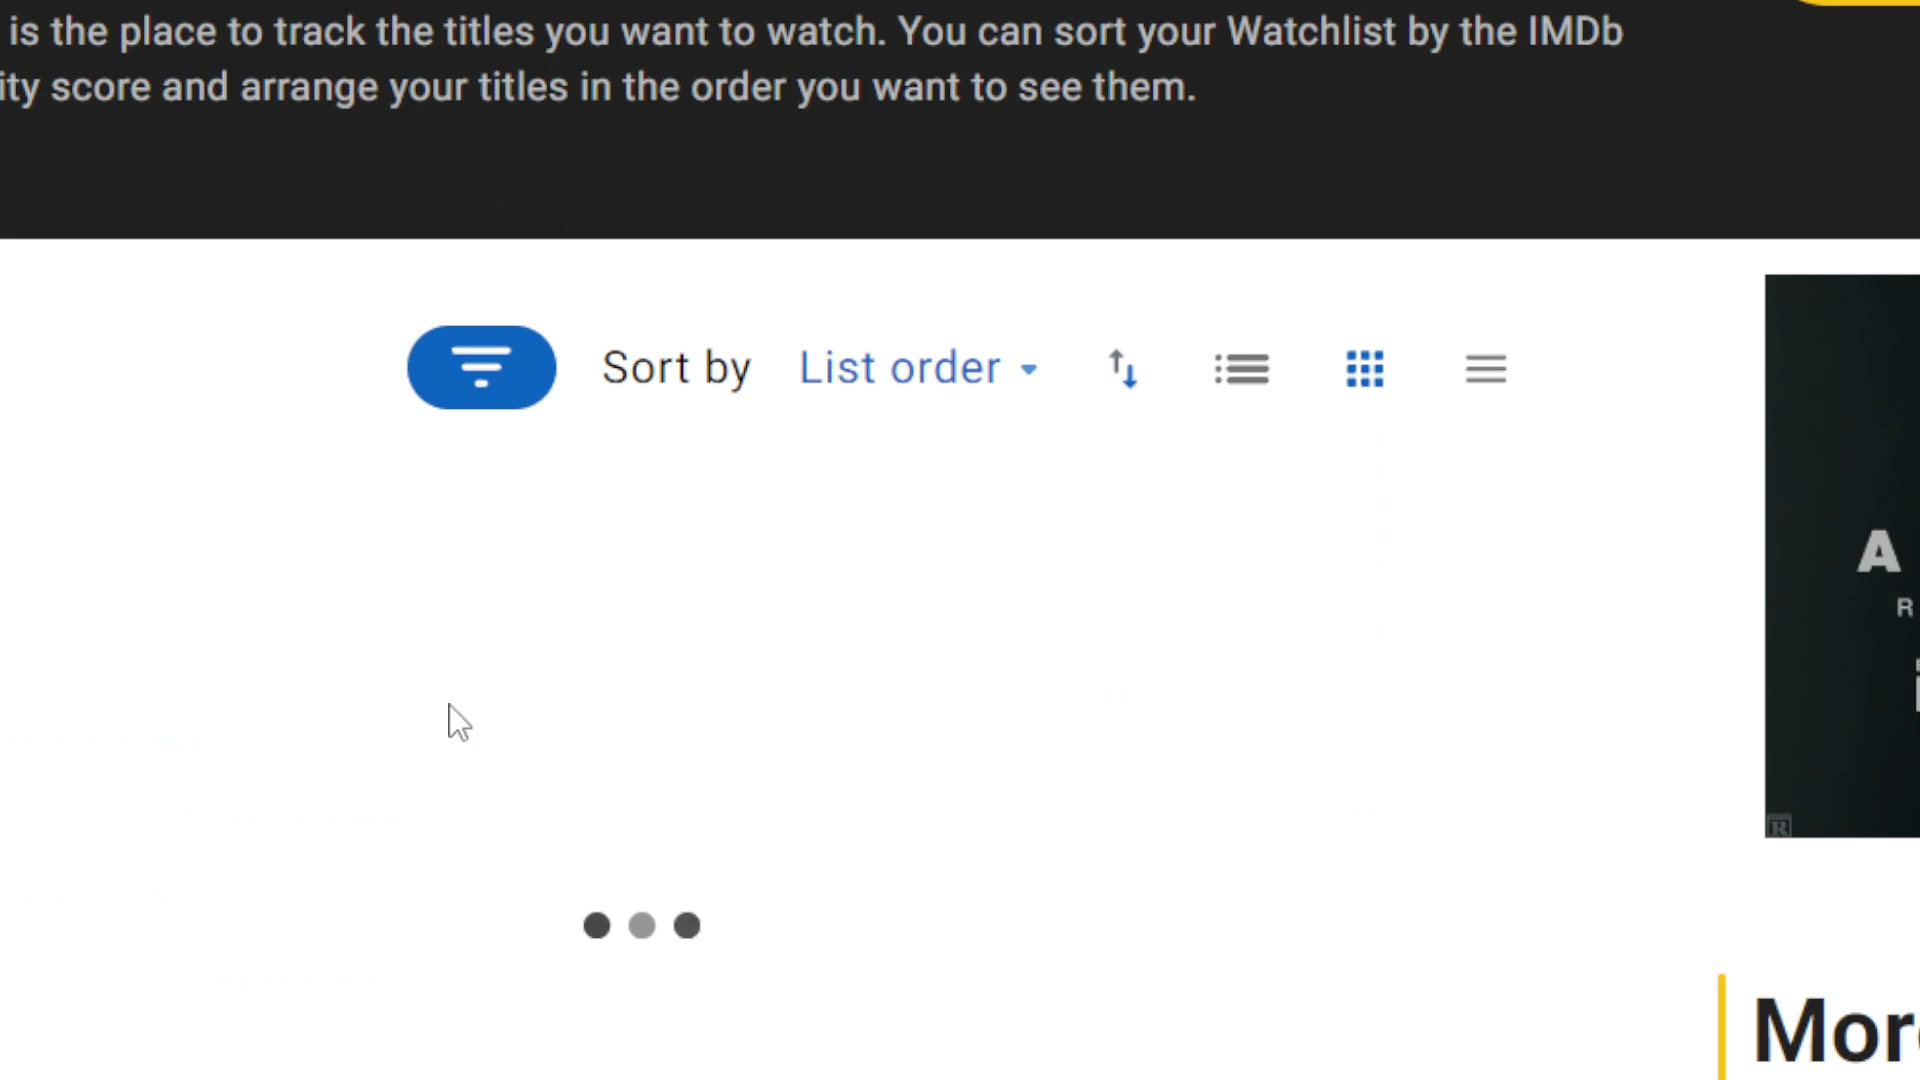 is the place to track the titles you want to watch. You can sort your Watchlist by the IMDb
ity score and arrange your titles in the order you want to see them.
Sort by List order
A
R
R
More